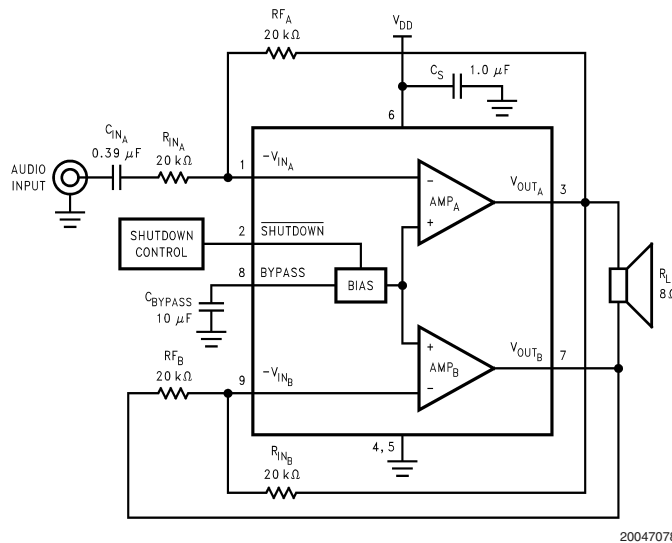 RFA
20 kΩ
VDD
CS 1.0 μF
6
CINA
0.39 μF
RINA
20 kΩ
AUDIO
INPUT
1 -VINA
-
AMPA
+
VOUTA 3
SHUTDOWN
CONTROL
2 SHUTDOWN
8 BYPASS
BIAS
CBYPASS
10 μF
RL
8Ω
RFB
20 kΩ
9 -VINB
+
AMPB
-
VOUTB 7
4, 5
RINB
20 kΩ
20047078